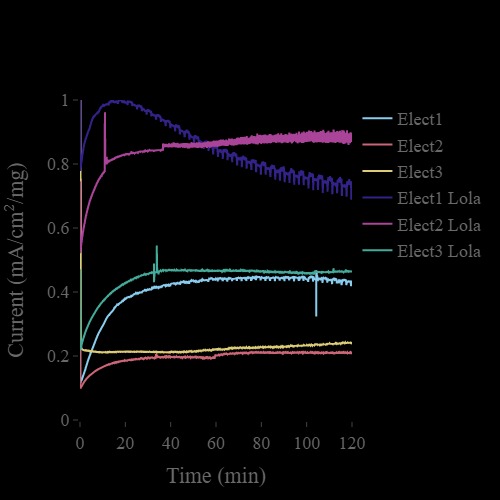 1
0.8
0.6
0.4
0.2
0
0 20 40 60 80 100 120
Time (min)
Current (mA/cm²/mg)
Elect1
Elect2
Elect3
Elect1 Lola
Elect2 Lola
Elect3 Lola